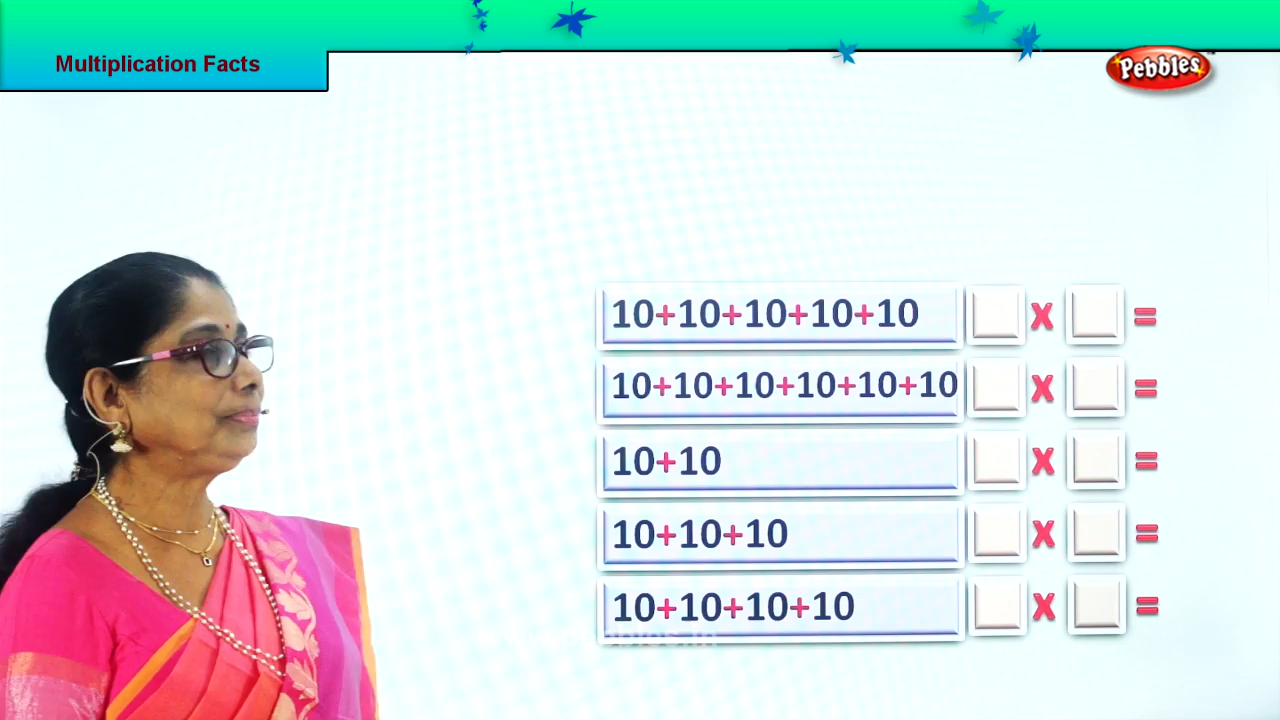 Multiplication Facts
Pebbles
10+10+10+10+10 x =
10+10+10+10+10+10 x =
10+10 x =
10+10+10 x =
10+10+10+10 x =